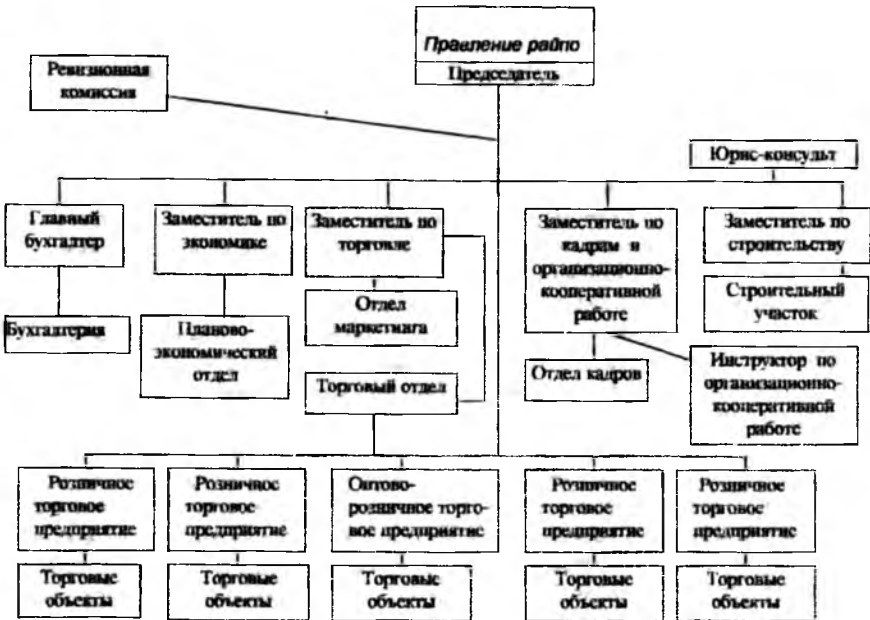 Правление райпо
Председатель
Ревизионная
комиссия
Юрис-консульт
Главный
бухгалтер
Заместитель по
экономике
Заместитель по
торговле
Заместитель по
кадрам и
организационно-
кооперативной
работе
Заместитель по
строительству
Бухгалтерия
Планово-
экономический
отдел
Отдел
маркетинга
Торговый отдел
Отдел кадров
Строительный
участок
Инструктор по
организационно-
кооперативной
работе
Розничное
торговое
предприятие
Розничное
торговое
предприятие
Оптово-
розничное торго-
вое предприятие
Розничное
торговое
предприятие
Розничное
торговое
предприятие
Торговые
объекты
Торговые
объекты
Торговые
объекты
Торговые
объекты
Торговые
объекты